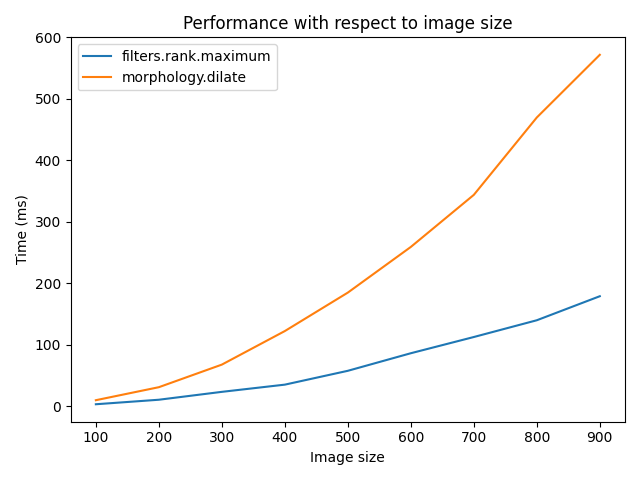 Performance with respect to image size
600
500
400
300
200
100
0
Time (ms)
filters.rank.maximum
morphology.dilate
100 200 300 400 500 600 700 800 900
Image size